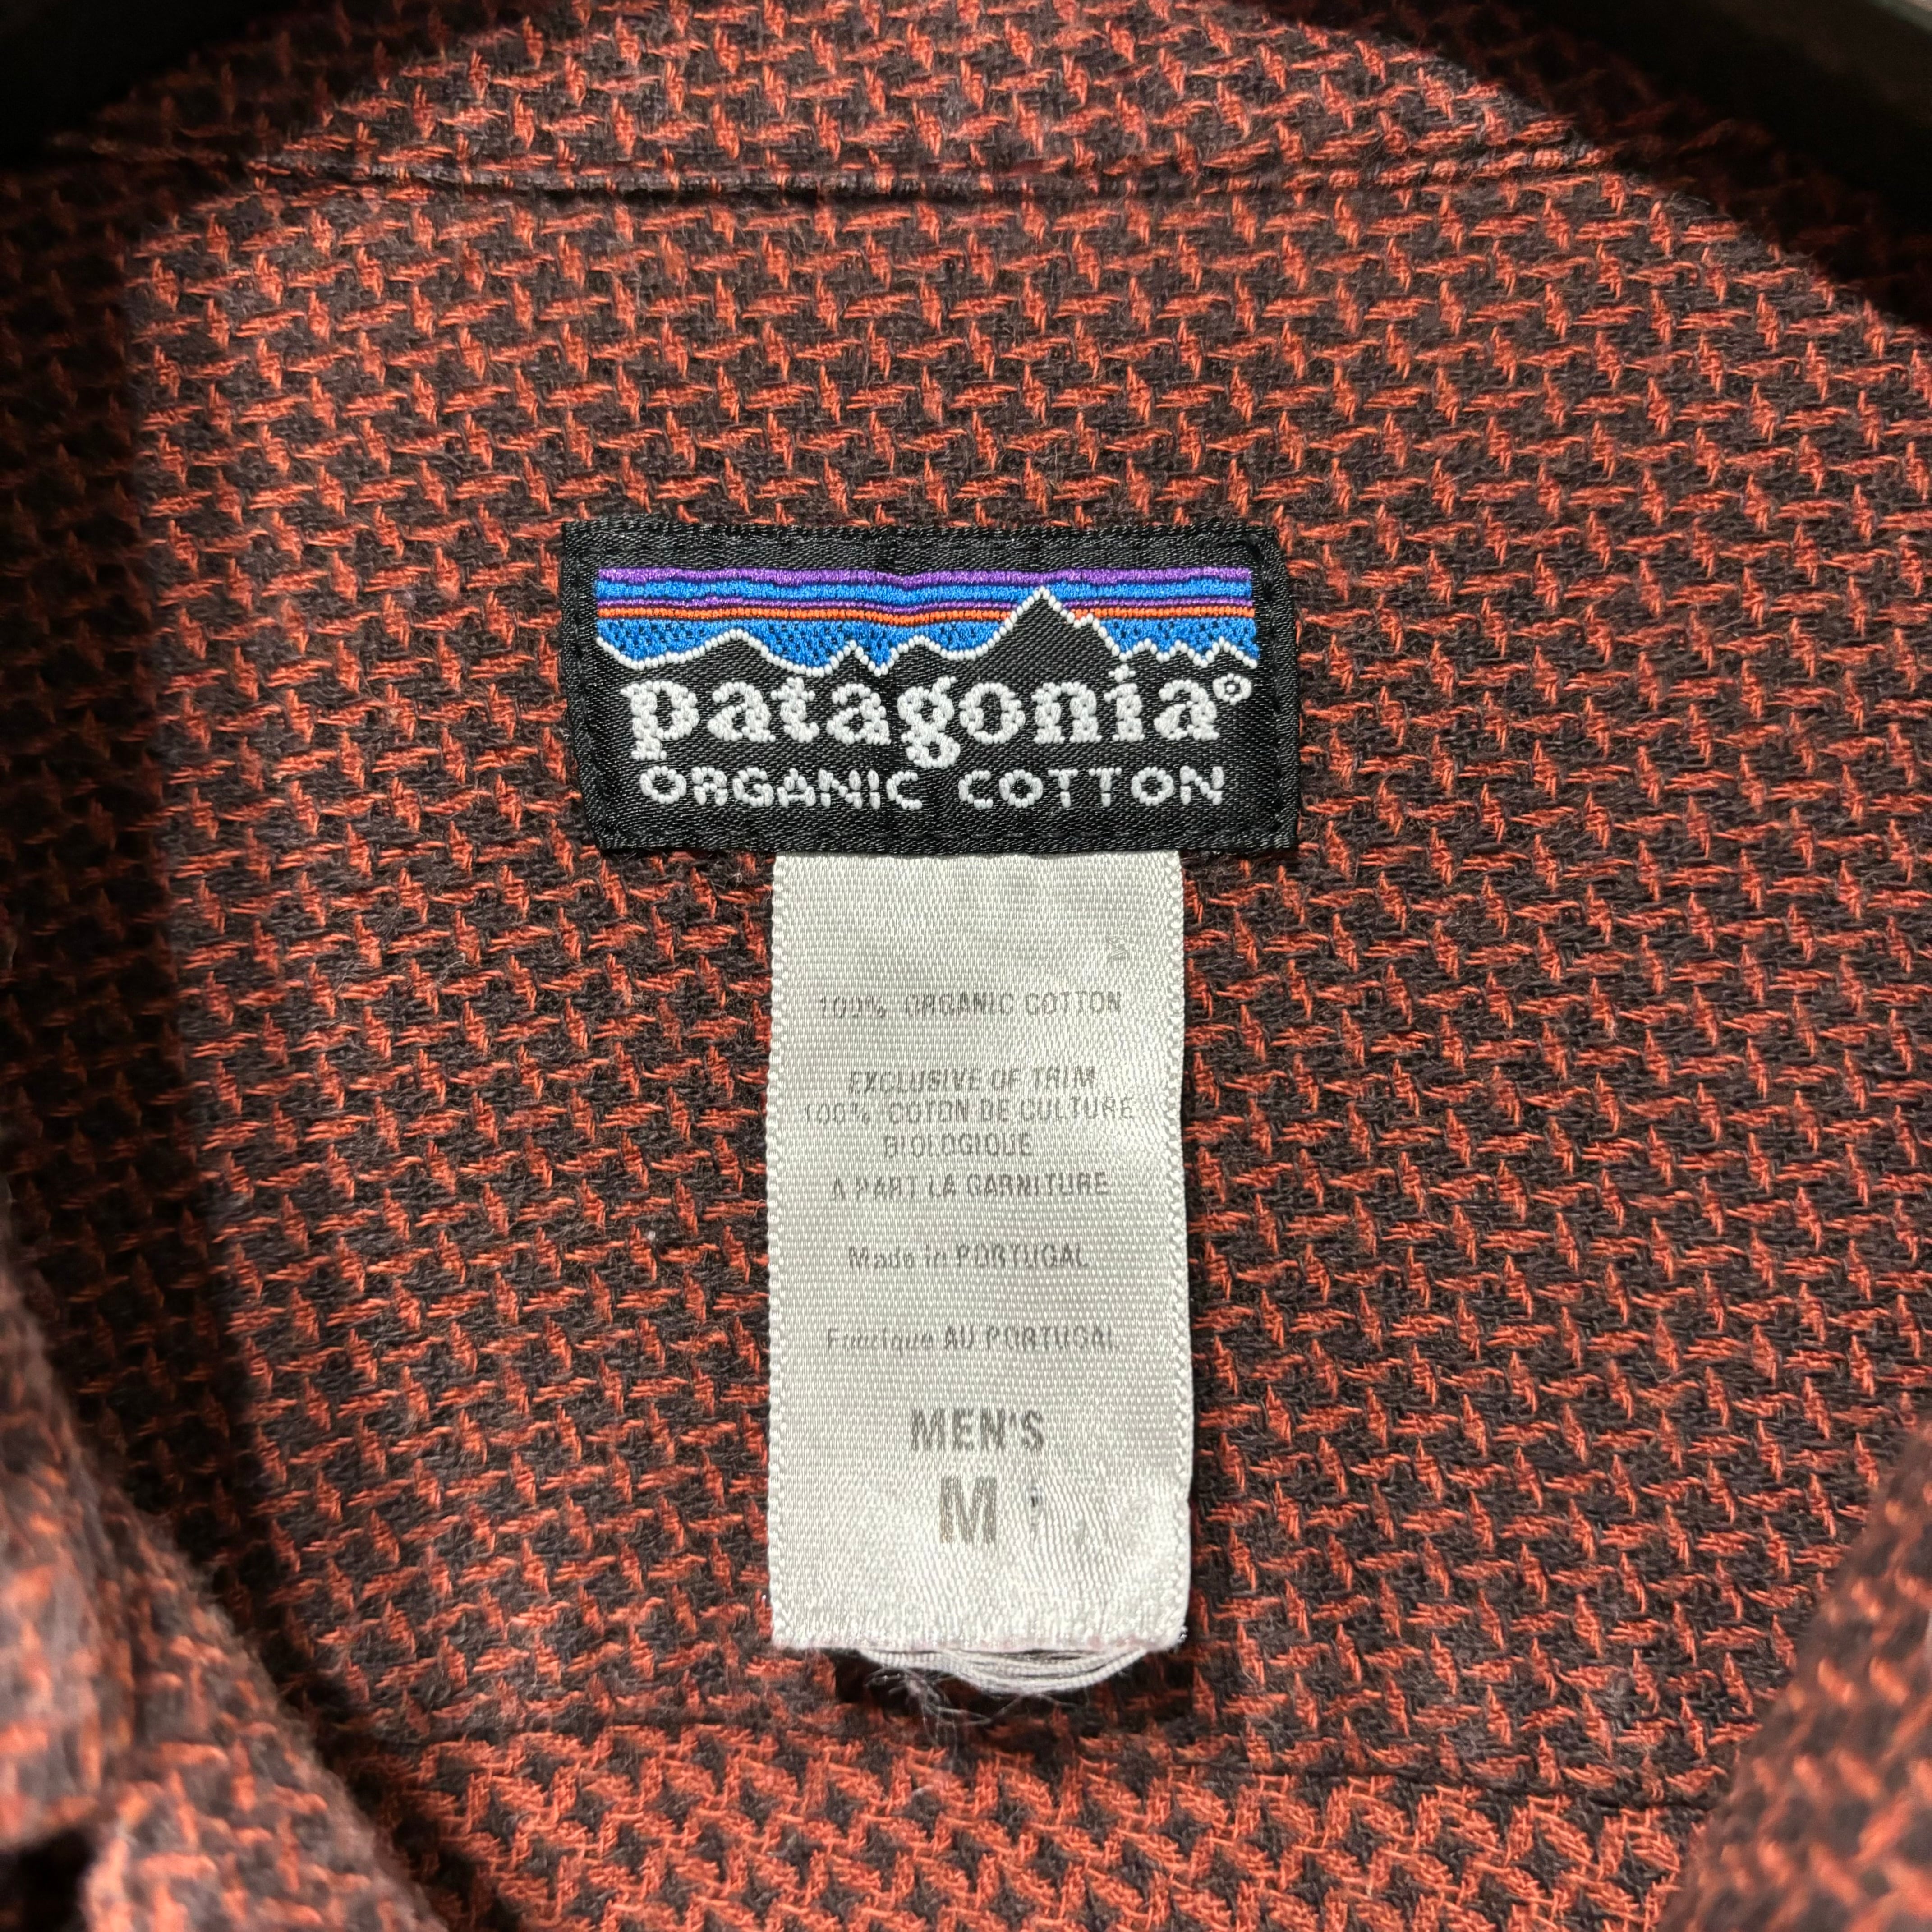 patagonia®
ORGANIC COTTON
100% ORGANIC COTTON
EXCLUSIVE OF TRIM
100% COTON DE CULTURE
BIOLOGIQUE
A PART LA GARNITURE
Made in PORTUGAL
Fabrique AU PORTUGAL
MEN'S
M